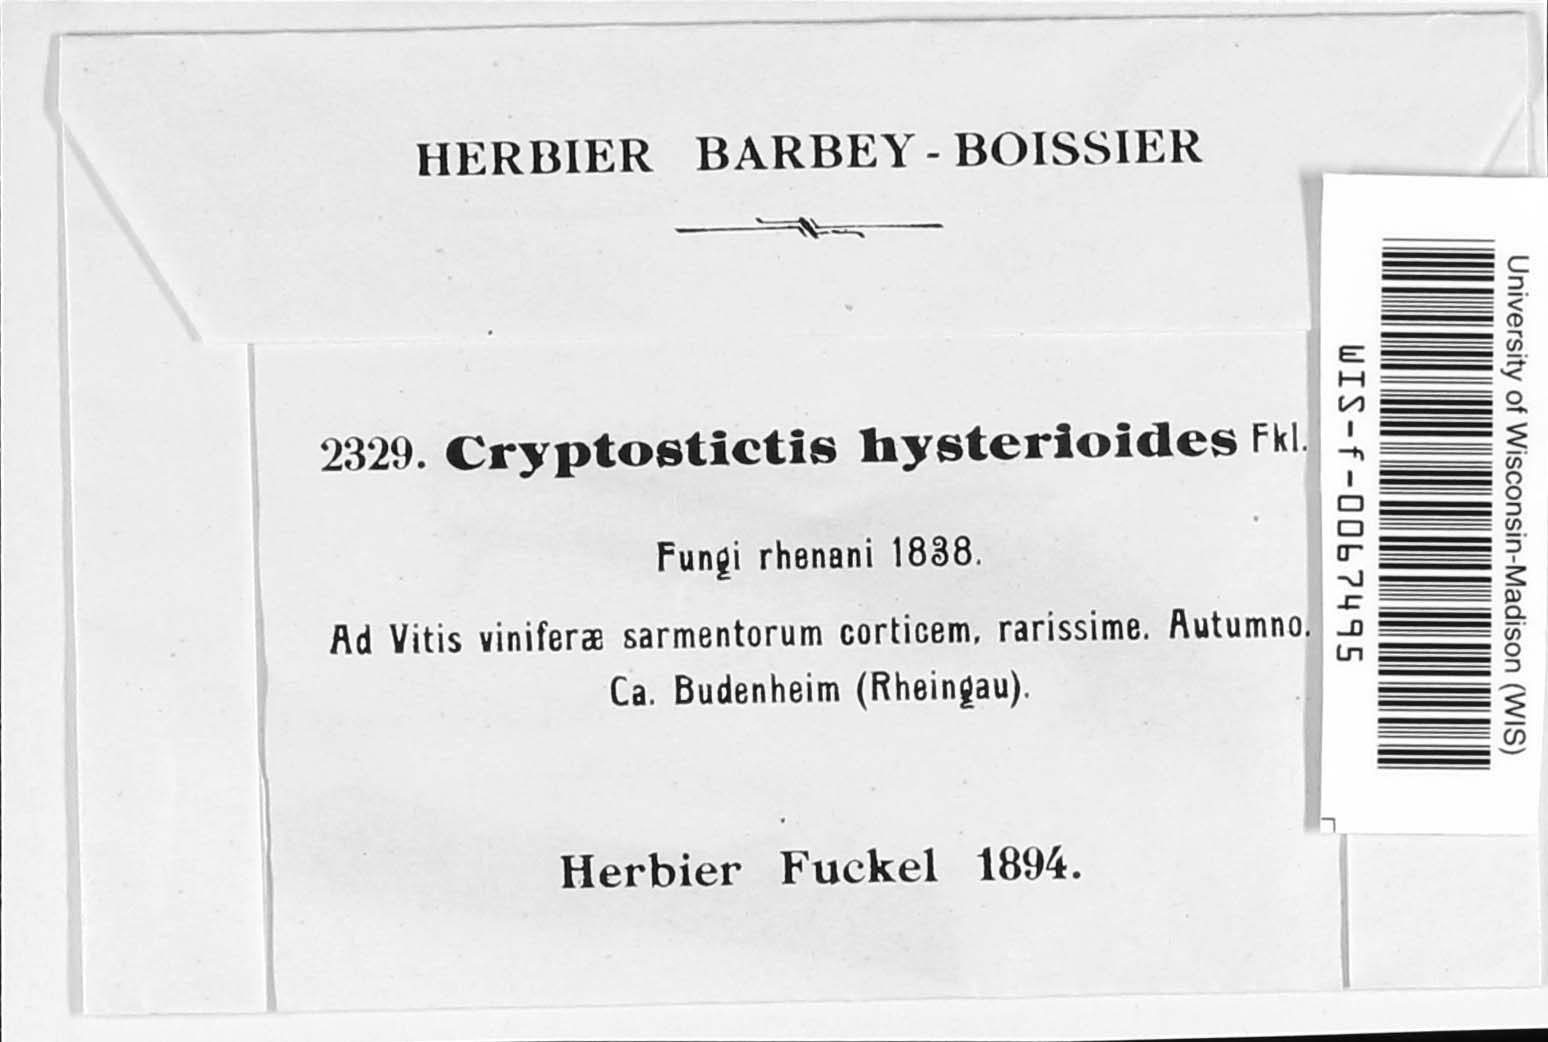 HERBIER BARBEY - BOISSIER
2329. Cryptostictis hysterioides Fkl.
Fungi rhenani 1838.
Ad Vitis viniferæ sarmentorum corticem, rarissime. Autumno.
Ca. Budenheim (Rheingau).
Herbier Fuckel 1894.
University of Wisconsin-Madison (WIS)
WIS-f-0067495